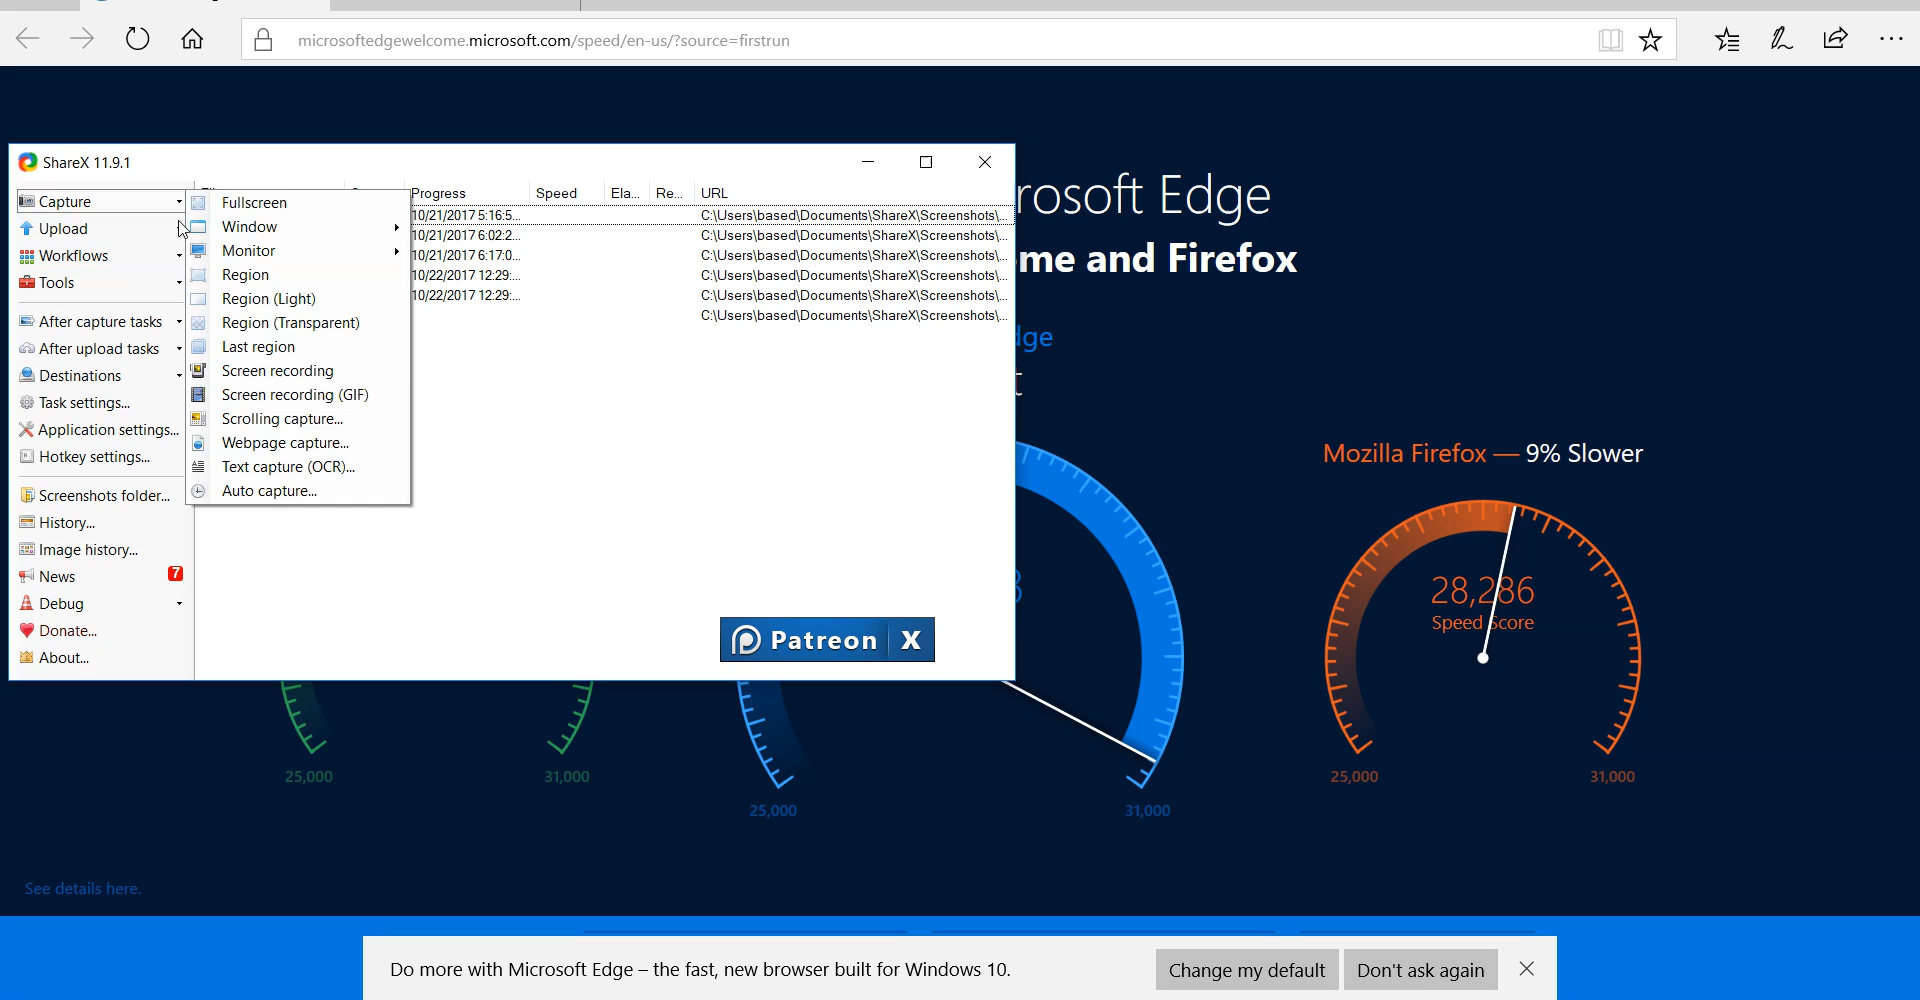 microsoftedgewelcome.microsoft.com/speed/en-us/?source=firstrun
ShareX 11.9.1
Capture
Upload
Workflows
Tools
After capture tasks
After upload tasks
Destinations
Task settings...
Application settings...
Hotkey settings...
Screenshots folder...
History...
Image history...
News 7
Debug
Donate...
About...
Fullscreen
Window
Monitor
Region
Region (Light)
Region (Transparent)
Last region
Screen recording
Screen recording (GIF)
Scrolling capture...
Webpage capture...
Text capture (OCR)...
Auto capture...
Progress Speed Ela... Re... URL
10/21/2017 5:16:5... C:\Users\based\Documents\ShareX\Screenshots\...
10/21/2017 6:02:2... C:\Users\based\Documents\ShareX\Screenshots\...
10/21/2017 6:17:0... C:\Users\based\Documents\ShareX\Screenshots\...
10/22/2017 12:29:... C:\Users\based\Documents\ShareX\Screenshots\...
10/22/2017 12:29:... C:\Users\based\Documents\ShareX\Screenshots\...
C:\Users\based\Documents\ShareX\Screenshots\...
Patreon X
rosoft Edge
me and Firefox
dge
t
Mozilla Firefox — 9% Slower
28,286
Speed Score
25,000 31,000
25,000 31,000
25,000 31,000
See details here.
Do more with Microsoft Edge – the fast, new browser built for Windows 10.
Change my default
Don't ask again